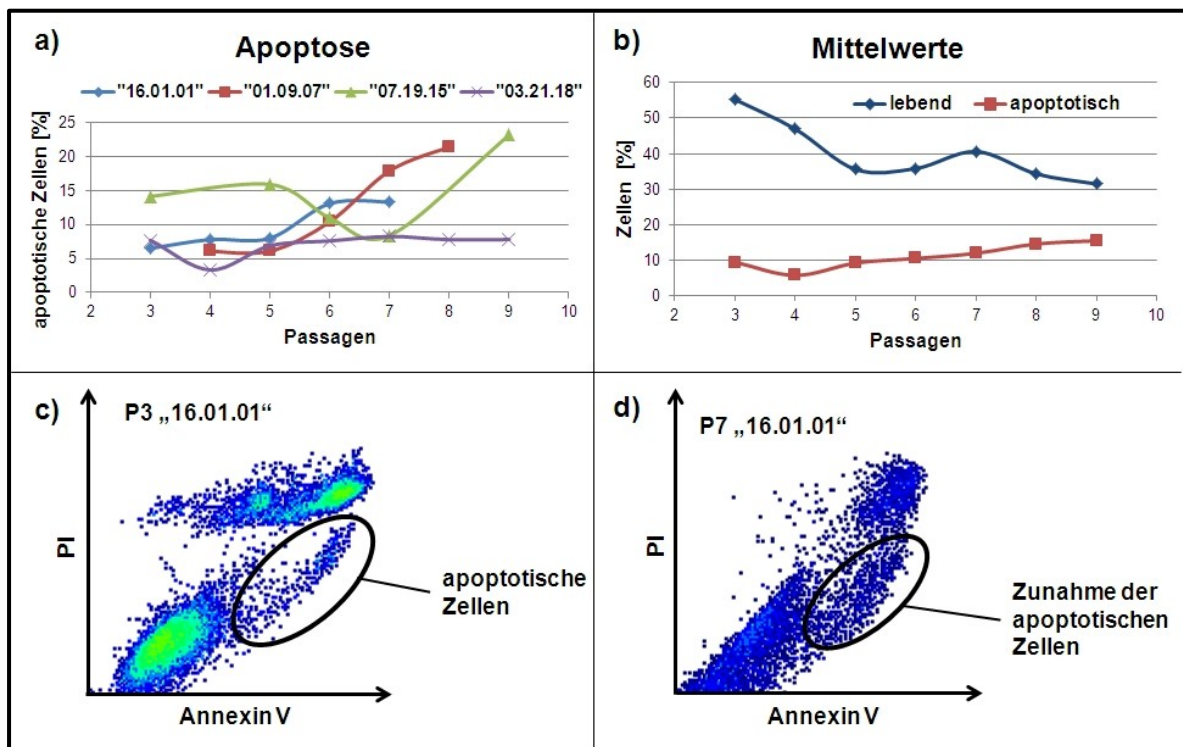 a)
Apoptose
"16.01.01" "01.09.07" "07.19.15" "03.21.18"
apoptotische Zellen [%]
25
20
15
10
5
0
2 3 4 5 6 7 8 9 10
Passagen
b)
Mittelwerte
lebend apoptotisch
Zellen [%]
60
50
40
30
20
10
0
2 3 4 5 6 7 8 9 10
Passagen
c)
P3 „16.01.01“
PI
apoptotische
Zellen
Annexin V
d)
P7 „16.01.01“
PI
Zunahme der
apoptotischen
Zellen
Annexin V